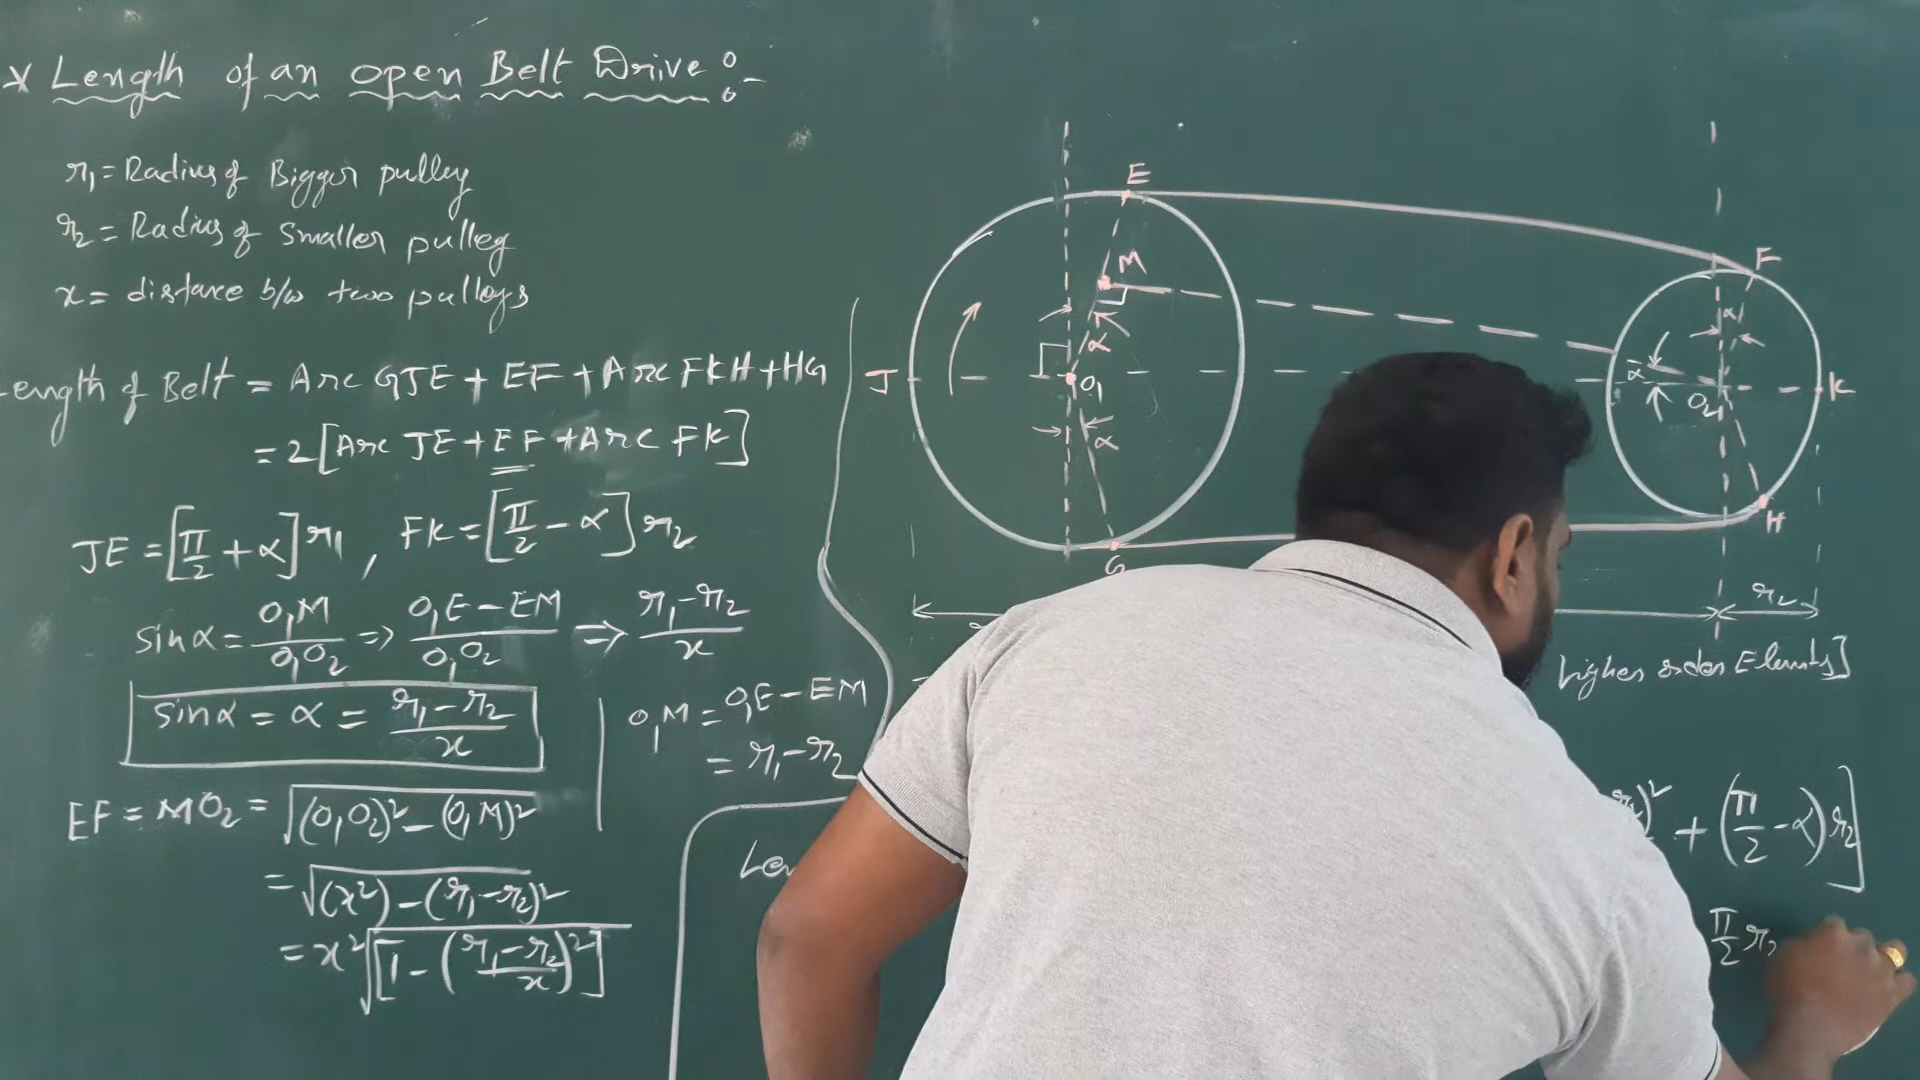 * Length of an open Belt Drive :-
r₁ = Radius of Bigger pulley
r₂ = Radius of Smaller pulley
x = distance b/w two pulleys
Length of Belt = Arc GJE + EF + Arc FKH + HG
= 2[Arc JE + EF + Arc FK]
JE = [π/2 + α] r₁ , FK = [π/2 - α] r₂
sin α = O₁M/O₁O₂ => (O₁E - EM)/O₁O₂ => (r₁ - r₂)/x
sin α = α = (r₁ - r₂)/x
O₁M = O₁E - EM
= r₁ - r₂
EF = MO₂ = √((O₁O₂)² - (O₁M)²)
= √((x²) - (r₁ - r₂)²)
= x² √[1 - ((r₁ - r₂)/x)²]
E
M
F
α
α
J
O₁
α
O₂
K
α
H
G
r₂
higher order Elements]
r₂)² + (π/2 - α) r₂]
π/2 r₂